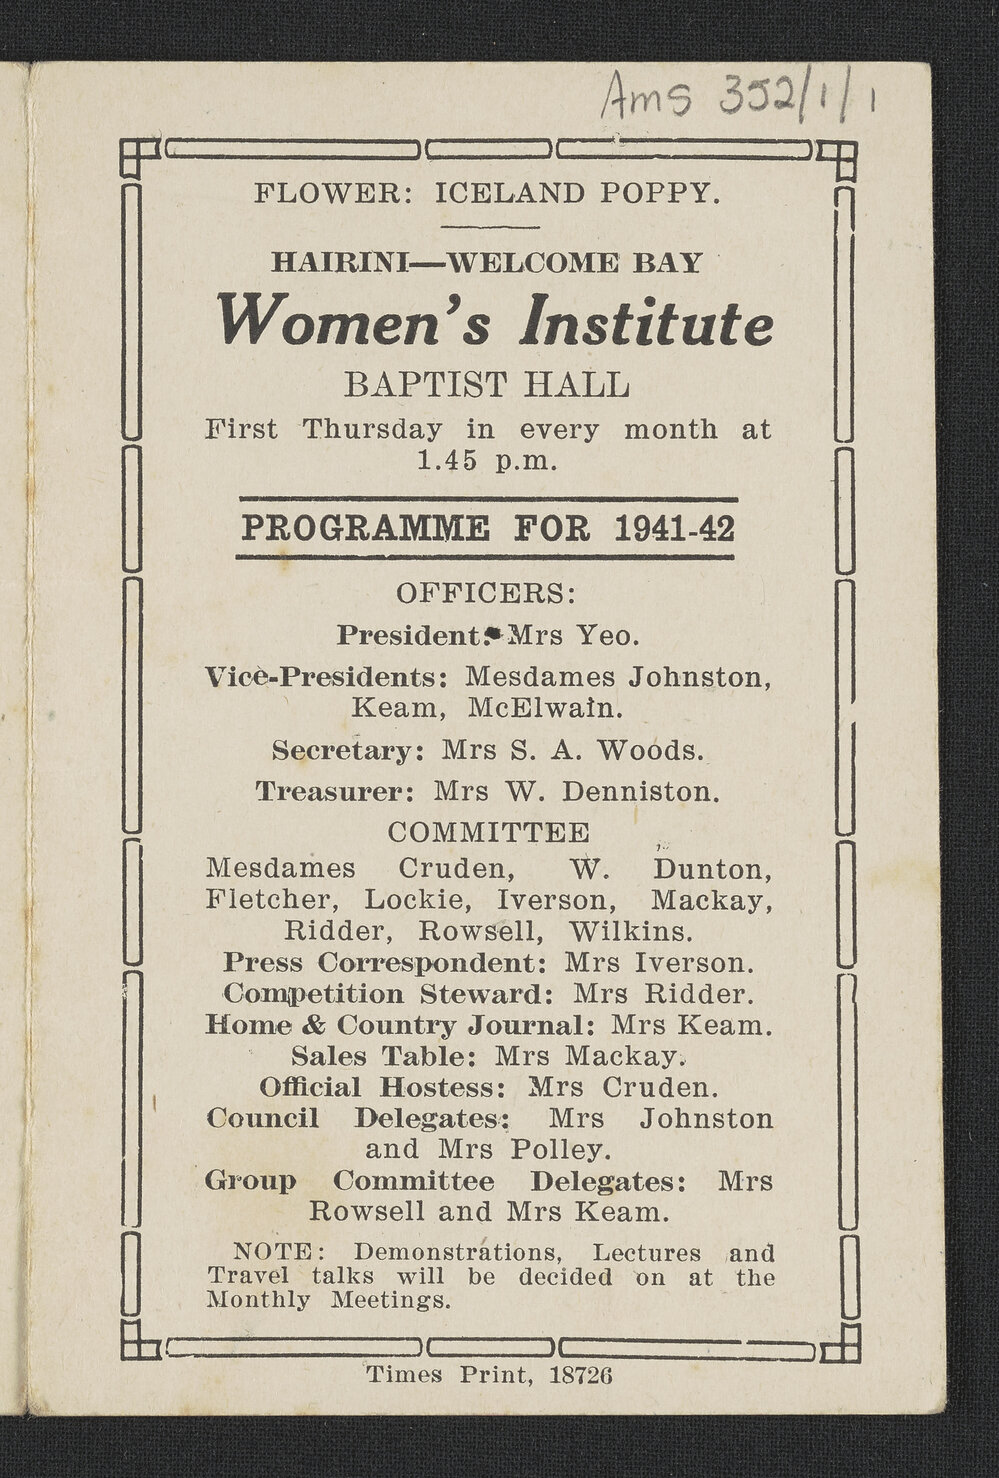 Ams 352/1/1
FLOWER: ICELAND POPPY.
HAIRINI—WELCOME BAY
Women's Institute
BAPTIST HALL
First Thursday in every month at
1.45 p.m.
PROGRAMME FOR 1941-42
OFFICERS:
President: Mrs Yeo.
Vice-Presidents: Mesdames Johnston,
Keam, McElwain.
Secretary: Mrs S. A. Woods.
Treasurer: Mrs W. Denniston.
COMMITTEE
Mesdames Cruden, W. Dunton,
Fletcher, Lockie, Iverson, Mackay,
Ridder, Rowsell, Wilkins.
Press Correspondent: Mrs Iverson.
Competition Steward: Mrs Ridder.
Home & Country Journal: Mrs Keam.
Sales Table: Mrs Mackay.
Official Hostess: Mrs Cruden.
Council Delegates: Mrs Johnston
and Mrs Polley.
Group Committee Delegates: Mrs
Rowsell and Mrs Keam.
NOTE: Demonstrations, Lectures and
Travel talks will be decided on at the
Monthly Meetings.
Times Print, 18726